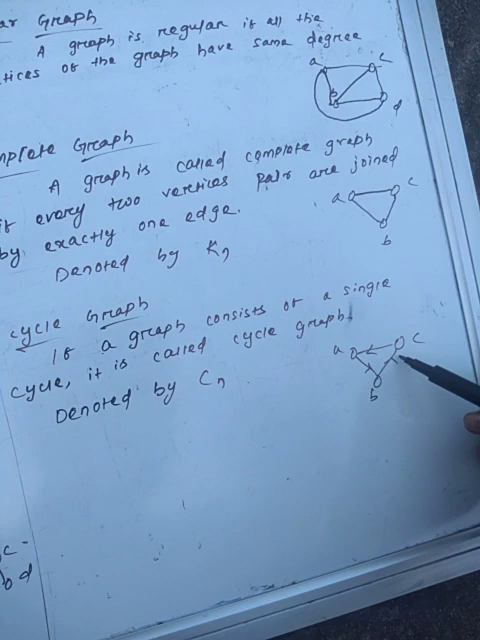 ar Graph
A graph is regular if all the
tices of the graph have same degree
a
c
b
d
mplete Graph
A graph is called complete graph
if every two vertices pair are joined
by exactly one edge.
Denoted by Kn
a
c
b
cycle Graph
If a graph consists of a single
cycle, it is called cycle graph.
Denoted by Cn
a
c
b
c
b d